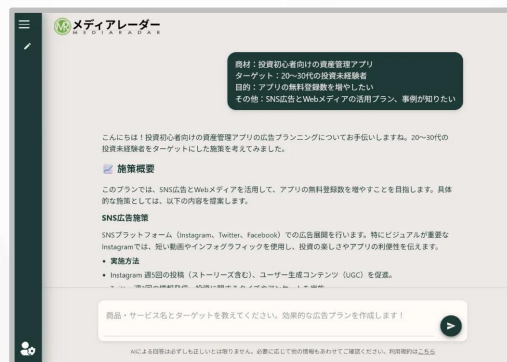 メディアレーダー
MEDIARADAR
商材：投資初心者向けの資産管理アプリ
ターゲット：20〜30代の投資未経験者
目的：アプリの無料登録数を増やしたい
その他：SNS広告とWebメディアの活用プラン、事例が知りたい
こんにちは！投資初心者向けの資産管理アプリの広告プランニングについてお手伝いしますね。20〜30代の
投資未経験者をターゲットにした施策を考えてみました。
施策概要
このプランでは、SNS広告とWebメディアを活用して、アプリの無料登録数を増やすことを目指します。具体
的な施策としては、以下の内容を提案します。
SNS広告施策
SNSプラットフォーム（Instagram、Twitter、Facebook）での広告展開を行います。特にビジュアルが重要な
Instagramでは、短い動画やインフォグラフィックを使用し、投資の楽しさやアプリの利便性を伝えます。
• 実施方法
• Instagram 週5回の投稿（ストーリーズ含む）、ユーザー生成コンテンツ（UGC）を促進。
商品・サービス名とターゲットを教えてください。効果的な広告プランを作成します！
AIによる回答は必ずしも正しいとは限りません。必要に応じて他の情報もあわせてご確認ください。利用規約はこちら